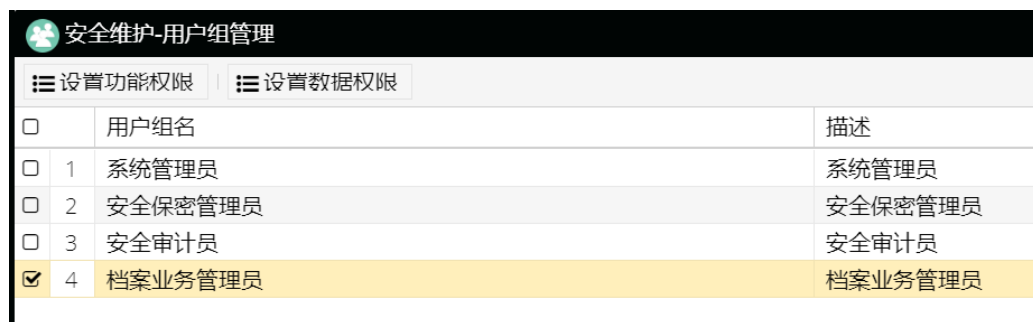 安全维护-用户组管理
设置功能权限 设置数据权限
用户组名 描述
1 系统管理员 系统管理员
2 安全保密管理员 安全保密管理员
3 安全审计员 安全审计员
4 档案业务管理员 档案业务管理员